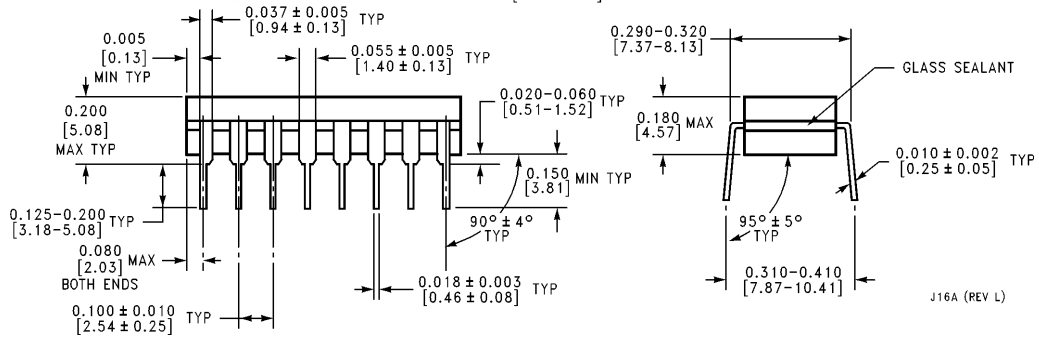 0.037 ± 0.005 TYP
[0.94 ± 0.13]
0.005
[0.13]
MIN TYP
0.055 ± 0.005 TYP
[1.40 ± 0.13]
0.200
[5.08]
MAX TYP
0.020-0.060 TYP
[0.51-1.52]
0.150 MIN TYP
[3.81]
0.125-0.200 TYP
[3.18-5.08]
90° ± 4°
TYP
0.080 MAX
[2.03]
BOTH ENDS
0.018 ± 0.003 TYP
[0.46 ± 0.08]
0.100 ± 0.010 TYP
[2.54 ± 0.25]
0.290-0.320
[7.37-8.13]
GLASS SEALANT
0.180 MAX
[4.57]
0.010 ± 0.002 TYP
[0.25 ± 0.05]
95° ± 5°
TYP
0.310-0.410
[7.87-10.41]
J16A (REV L)